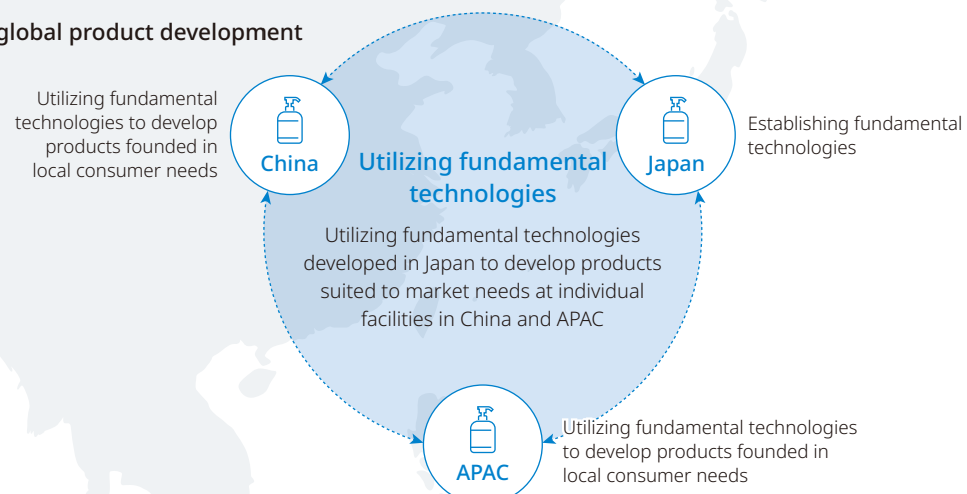 global product development
Utilizing fundamental
technologies to develop
products founded in
local consumer needs
China
Japan
Establishing fundamental
technologies
Utilizing fundamental
technologies
Utilizing fundamental technologies
developed in Japan to develop products
suited to market needs at individual
facilities in China and APAC
APAC
Utilizing fundamental technologies
to develop products founded in
local consumer needs